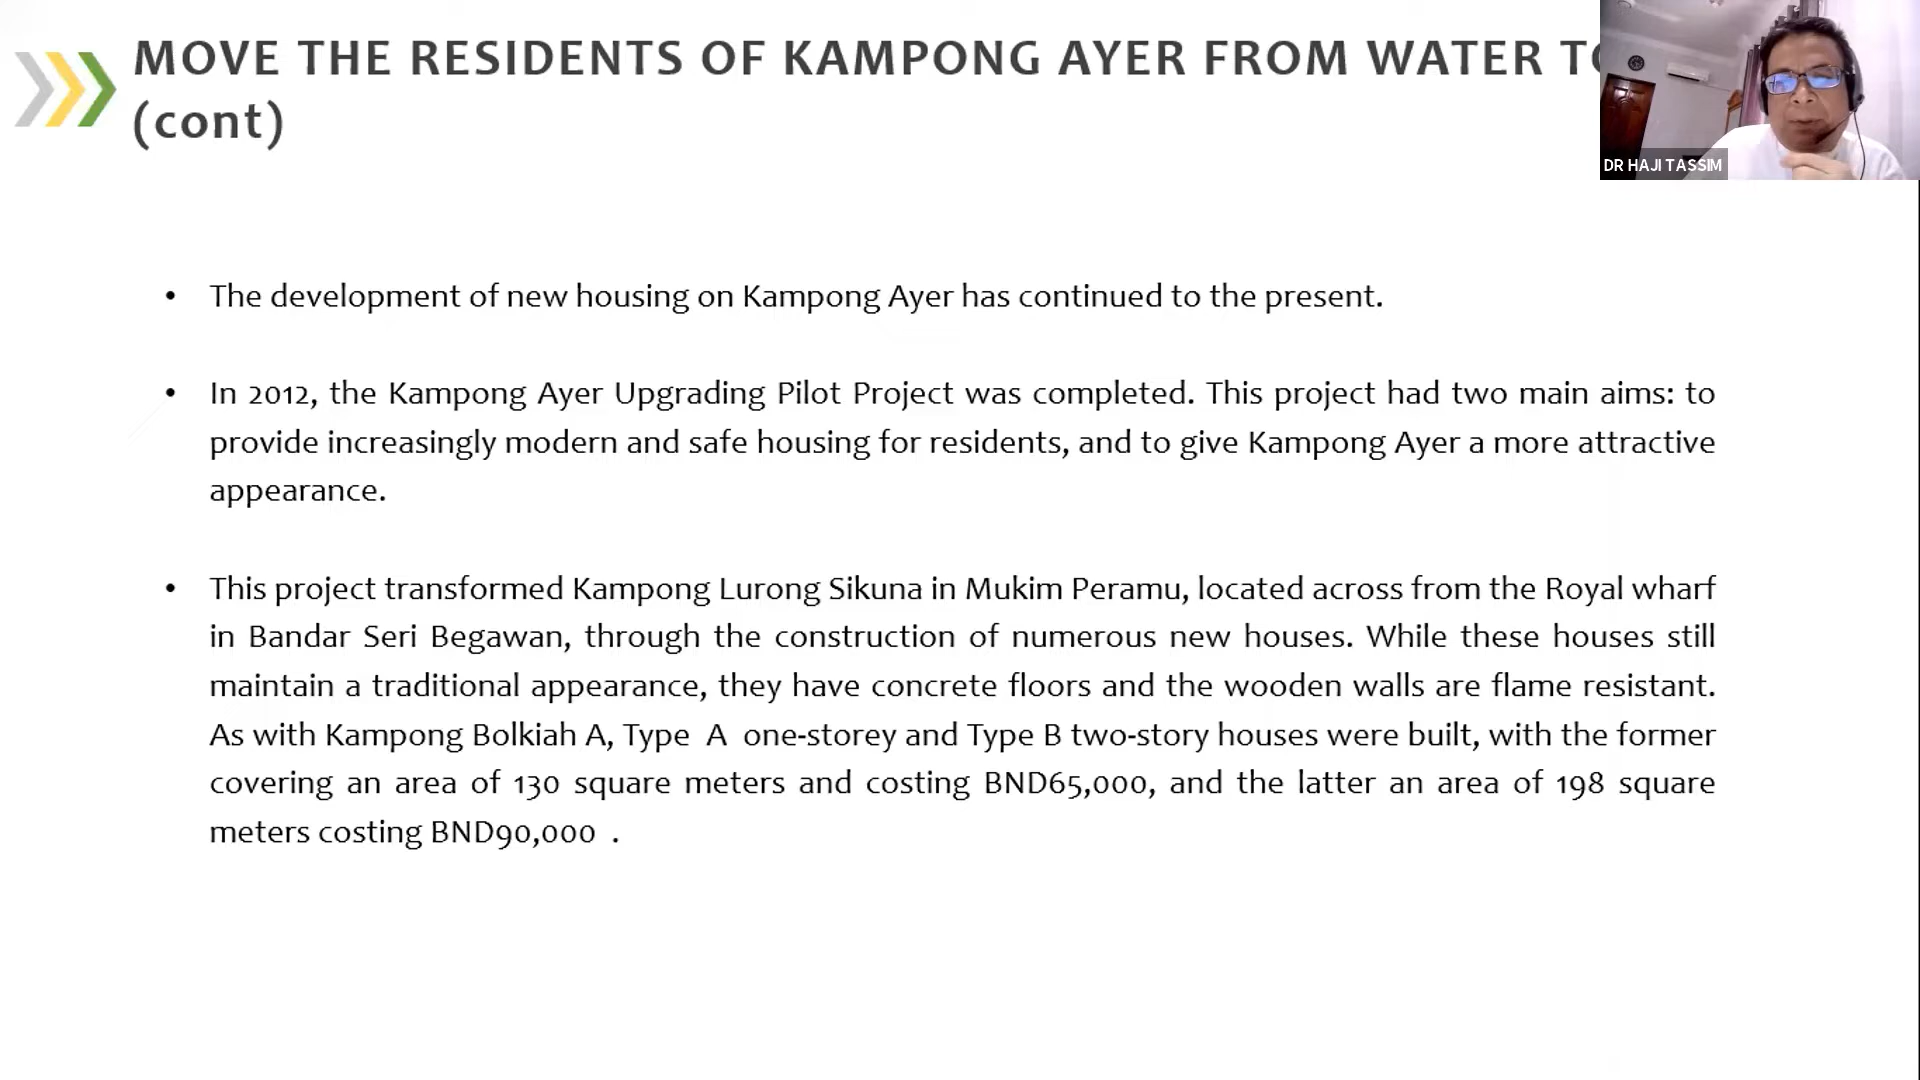 MOVE THE RESIDENTS OF KAMPONG AYER FROM WATER TO
(cont)
DR HAJI TASSIM
• The development of new housing on Kampong Ayer has continued to the present.
• In 2012, the Kampong Ayer Upgrading Pilot Project was completed. This project had two main aims: to
provide increasingly modern and safe housing for residents, and to give Kampong Ayer a more attractive
appearance.
• This project transformed Kampong Lurong Sikuna in Mukim Peramu, located across from the Royal wharf
in Bandar Seri Begawan, through the construction of numerous new houses. While these houses still
maintain a traditional appearance, they have concrete floors and the wooden walls are flame resistant.
As with Kampong Bolkiah A, Type A one-storey and Type B two-story houses were built, with the former
covering an area of 130 square meters and costing BND65,000, and the latter an area of 198 square
meters costing BND90,000 .